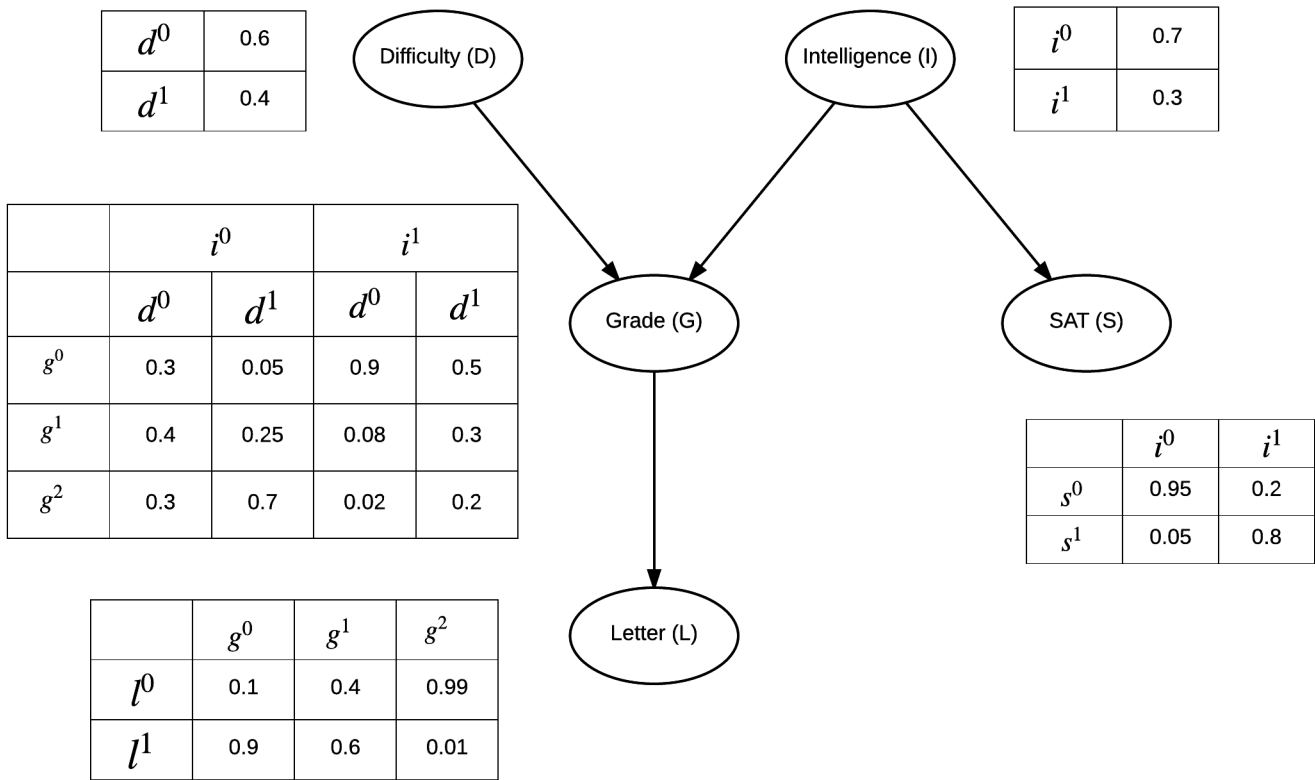 d⁰ 0.6
d¹ 0.4
Difficulty (D)
Intelligence (I)
i⁰ 0.7
i¹ 0.3
i⁰ i¹
d⁰ d¹ d⁰ d¹
g⁰ 0.3 0.05 0.9 0.5
g¹ 0.4 0.25 0.08 0.3
g² 0.3 0.7 0.02 0.2
Grade (G)
SAT (S)
i⁰ i¹
s⁰ 0.95 0.2
s¹ 0.05 0.8
g⁰ g¹ g²
l⁰ 0.1 0.4 0.99
l¹ 0.9 0.6 0.01
Letter (L)